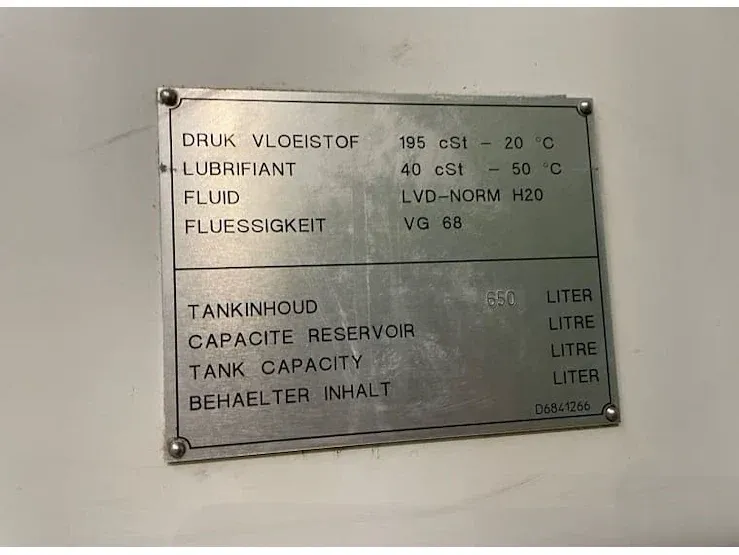 DRUK VLOEISTOF 195 cSt – 20 °C
LUBRIFIANT 40 cSt – 50 °C
FLUID LVD-NORM H20
FLUESSIGKEIT VG 68
TANKINHOUD 650 LITER
CAPACITE RESERVOIR LITRE
TANK CAPACITY LITRE
BEHAELTER INHALT LITER
D6841266